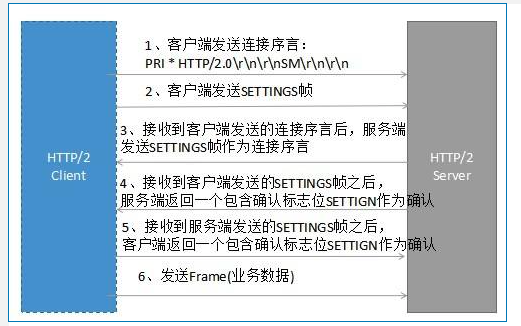 1、客户端发送连接序言：
PRI * HTTP/2.0\r\n\r\nSM\r\n\r\n
2、客户端发送SETTINGS帧
3、接收到客户端发送的连接序言后，服务端
发送SETTINGS帧作为连接序言
HTTP/2
Client
HTTP/2
Server
4、接收到客户端发送的SETTINGS帧之后，
服务端返回一个包含确认标志位SETTIGN作为确认
5、接收到服务端发送的SETTINGS帧之后，
客户端返回一个包含确认标志位SETTIGN作为确认
6、发送Frame(业务数据)